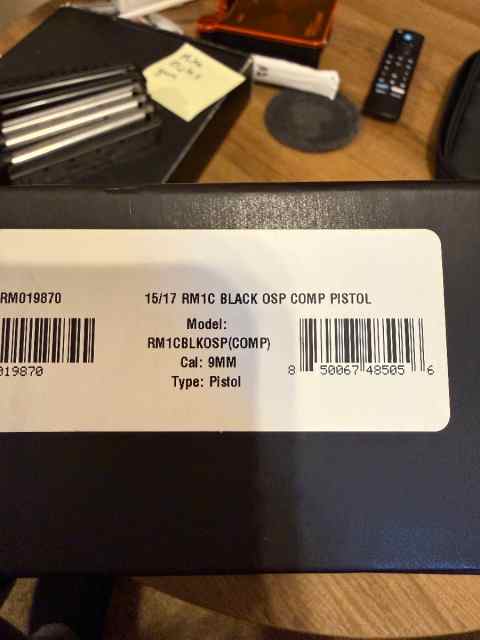 RM019870
15/17 RM1C BLACK OSP COMP PISTOL
Model:
RM1CBLKOSP(COMP)
Cal: 9MM
Type: Pistol
019870
8 50067 48505 6